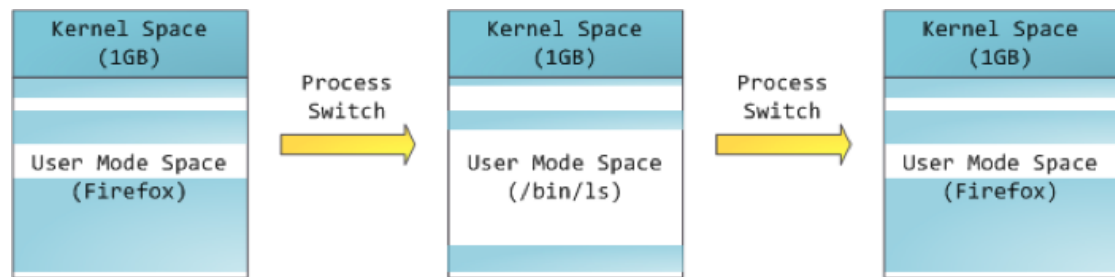 Kernel Space
(1GB)
User Mode Space
(Firefox)
Process
Switch
Kernel Space
(1GB)
User Mode Space
(/bin/ls)
Process
Switch
Kernel Space
(1GB)
User Mode Space
(Firefox)